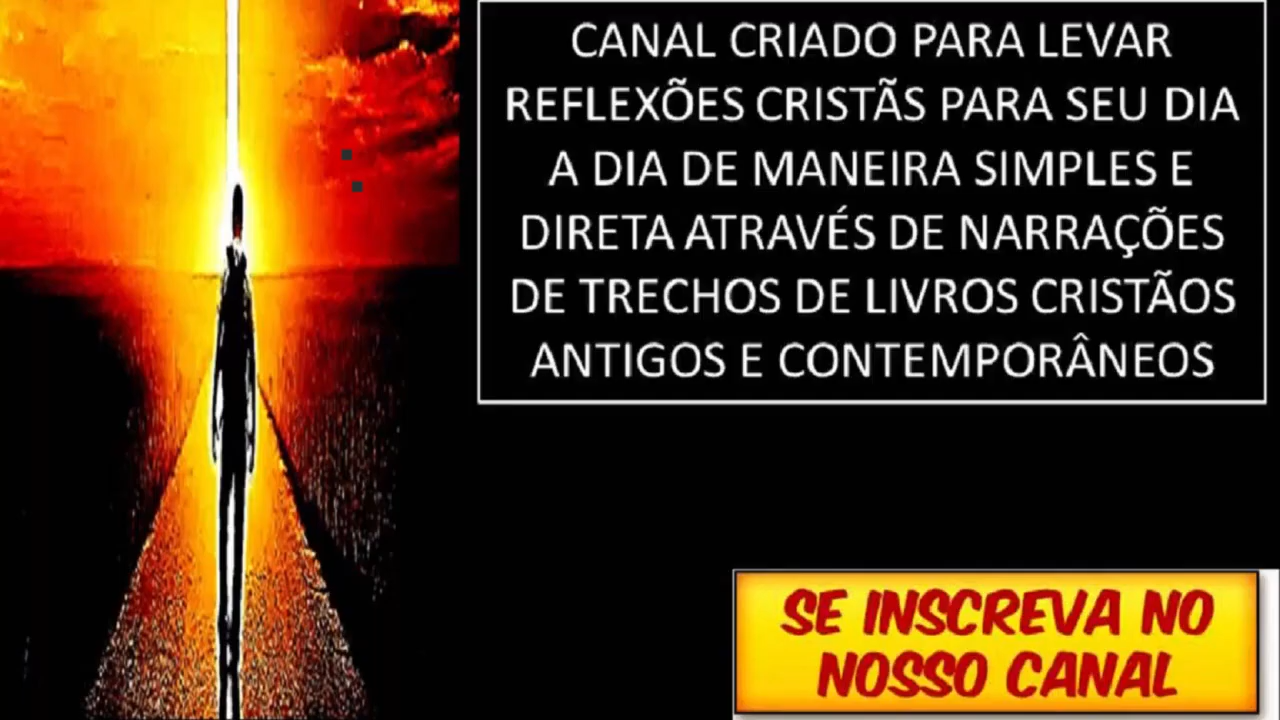 CANAL CRIADO PARA LEVAR
REFLEXÕES CRISTÃS PARA SEU DIA
A DIA DE MANEIRA SIMPLES E
DIRETA ATRAVÉS DE NARRAÇÕES
DE TRECHOS DE LIVROS CRISTÃOS
ANTIGOS E CONTEMPORÂNEOS
SE INSCREVA NO
NOSSO CANAL